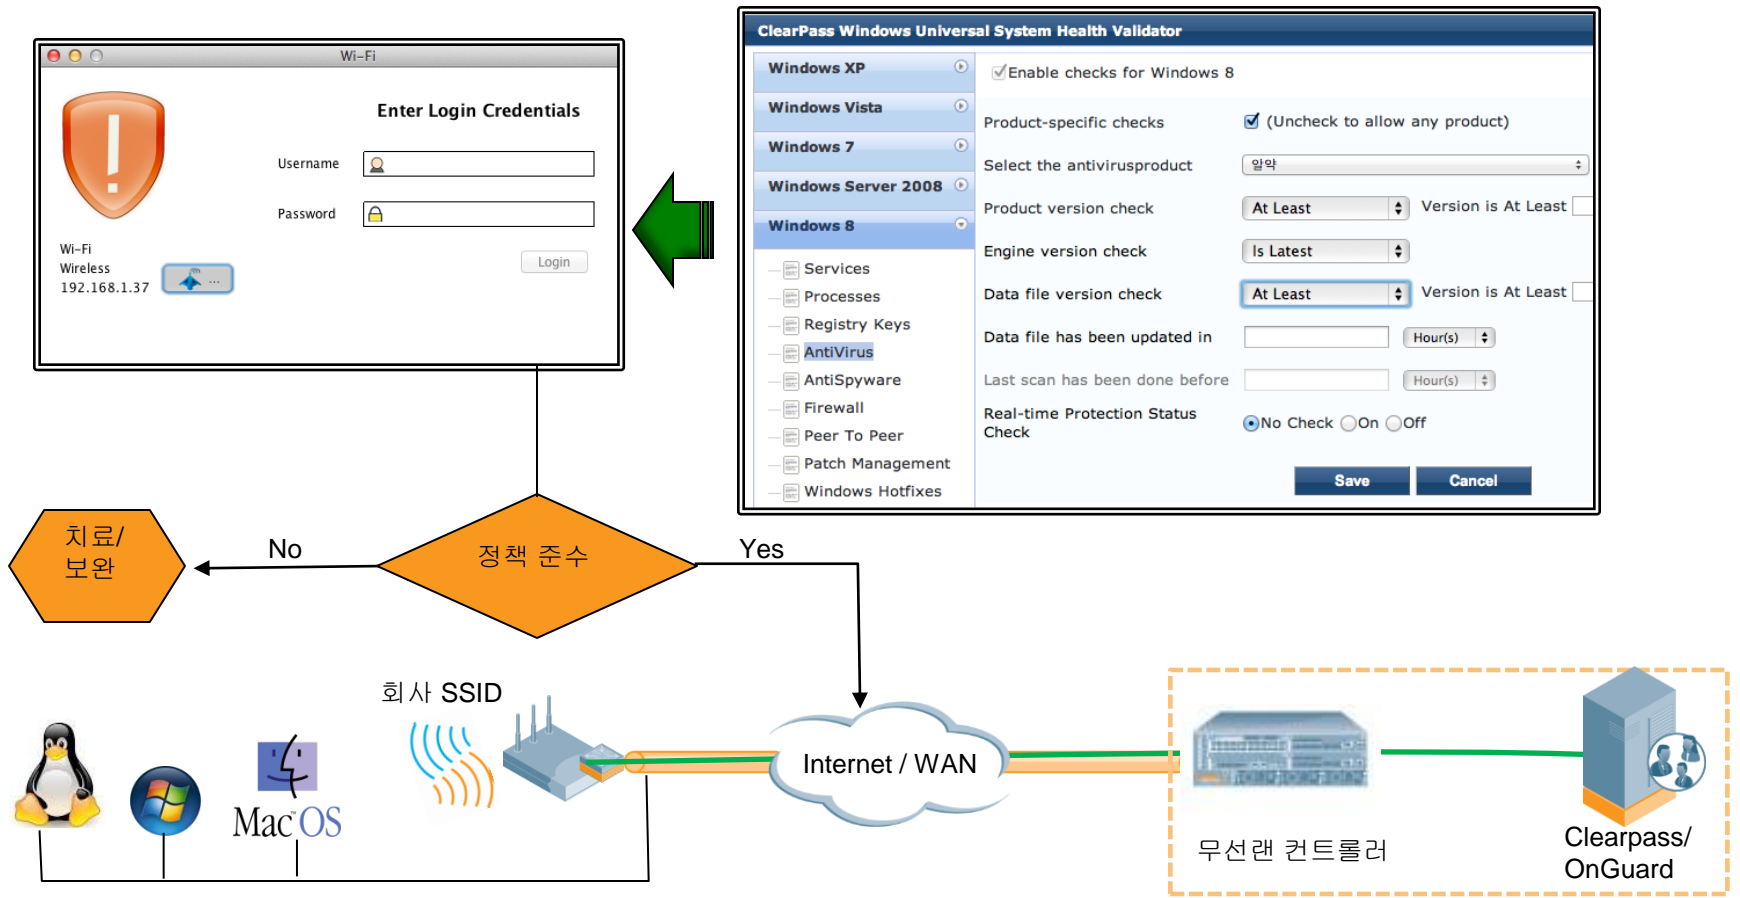 Wi-Fi
Enter Login Credentials
Username
Password
Login
Wi-Fi
Wireless
192.168.1.37
...
ClearPass Windows Universal System Health Validator
Windows XP
Windows Vista
Windows 7
Windows Server 2008
Windows 8
Services
Processes
Registry Keys
AntiVirus
AntiSpyware
Firewall
Peer To Peer
Patch Management
Windows Hotfixes
Enable checks for Windows 8
Product-specific checks (Uncheck to allow any product)
Select the antivirusproduct 알약
Product version check At Least Version is At Least
Engine version check Is Latest
Data file version check At Least Version is At Least
Data file has been updated in Hour(s)
Last scan has been done before Hour(s)
Real-time Protection Status
Check
No Check On Off
Save Cancel
치료/
보완
No
정책 준수
Yes
회사 SSID
Mac OS
Internet / WAN
무선랜 컨트롤러
Clearpass/
OnGuard